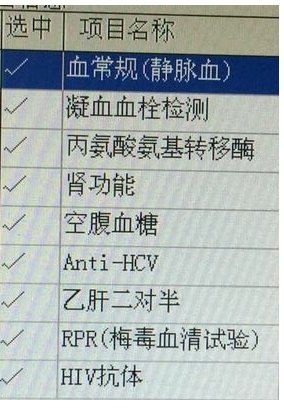 选中 项目名称
血常规(静脉血)
凝血血栓检测
丙氨酸氨基转移酶
肾功能
空腹血糖
Anti-HCV
乙肝二对半
RPR(梅毒血清试验)
HIV抗体